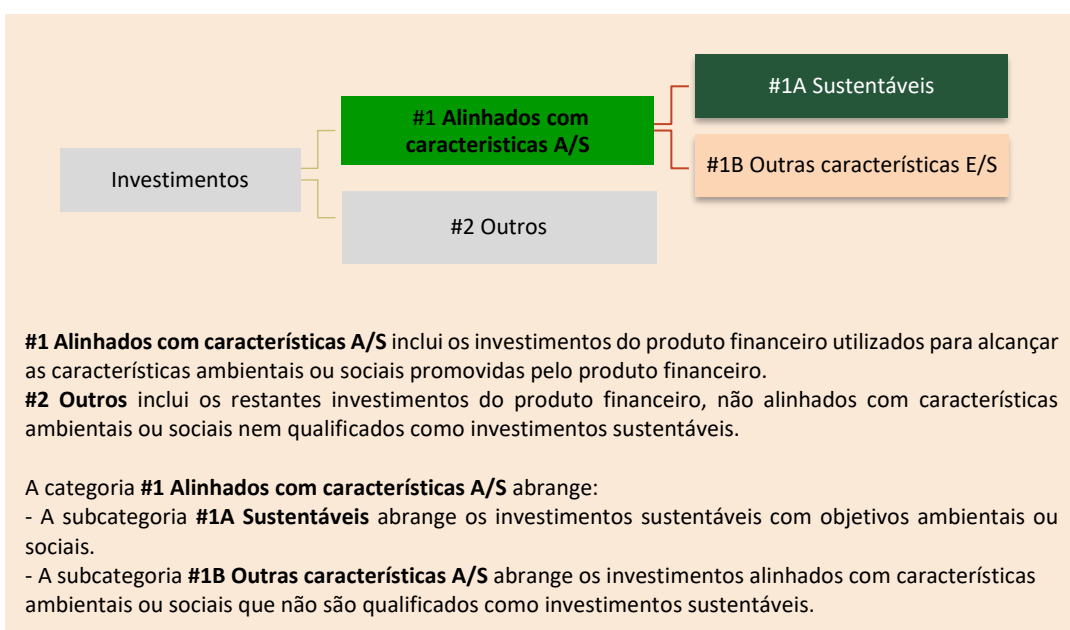 #1A Sustentáveis
#1 Alinhados com
caracteristicas A/S
#1B Outras características E/S
Investimentos
#2 Outros
#1 Alinhados com características A/S inclui os investimentos do produto financeiro utilizados para alcançar
as características ambientais ou sociais promovidas pelo produto financeiro.
#2 Outros inclui os restantes investimentos do produto financeiro, não alinhados com características
ambientais ou sociais nem qualificados como investimentos sustentáveis.
A categoria #1 Alinhados com características A/S abrange:
- A subcategoria #1A Sustentáveis abrange os investimentos sustentáveis com objetivos ambientais ou
sociais.
- A subcategoria #1B Outras características A/S abrange os investimentos alinhados com características
ambientais ou sociais que não são qualificados como investimentos sustentáveis.